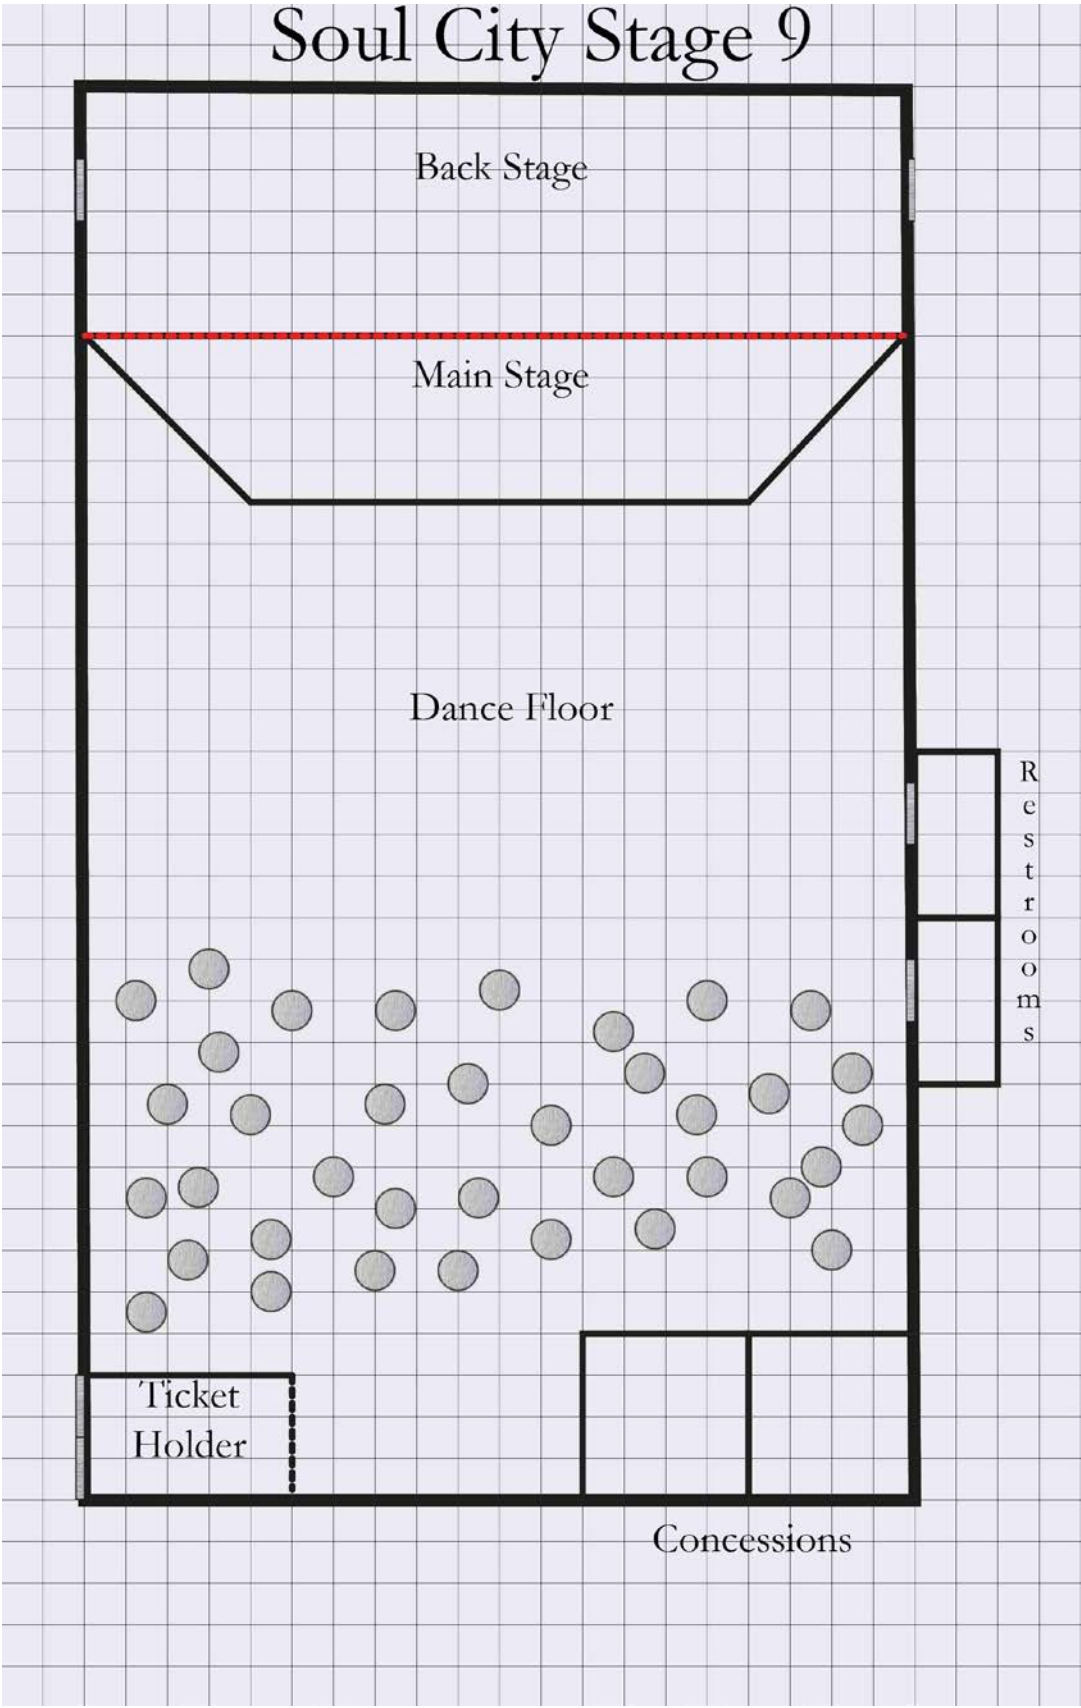 Soul City Stage 9
Back Stage
Main Stage
Dance Floor
Restrooms
Ticket
Holder
Concessions